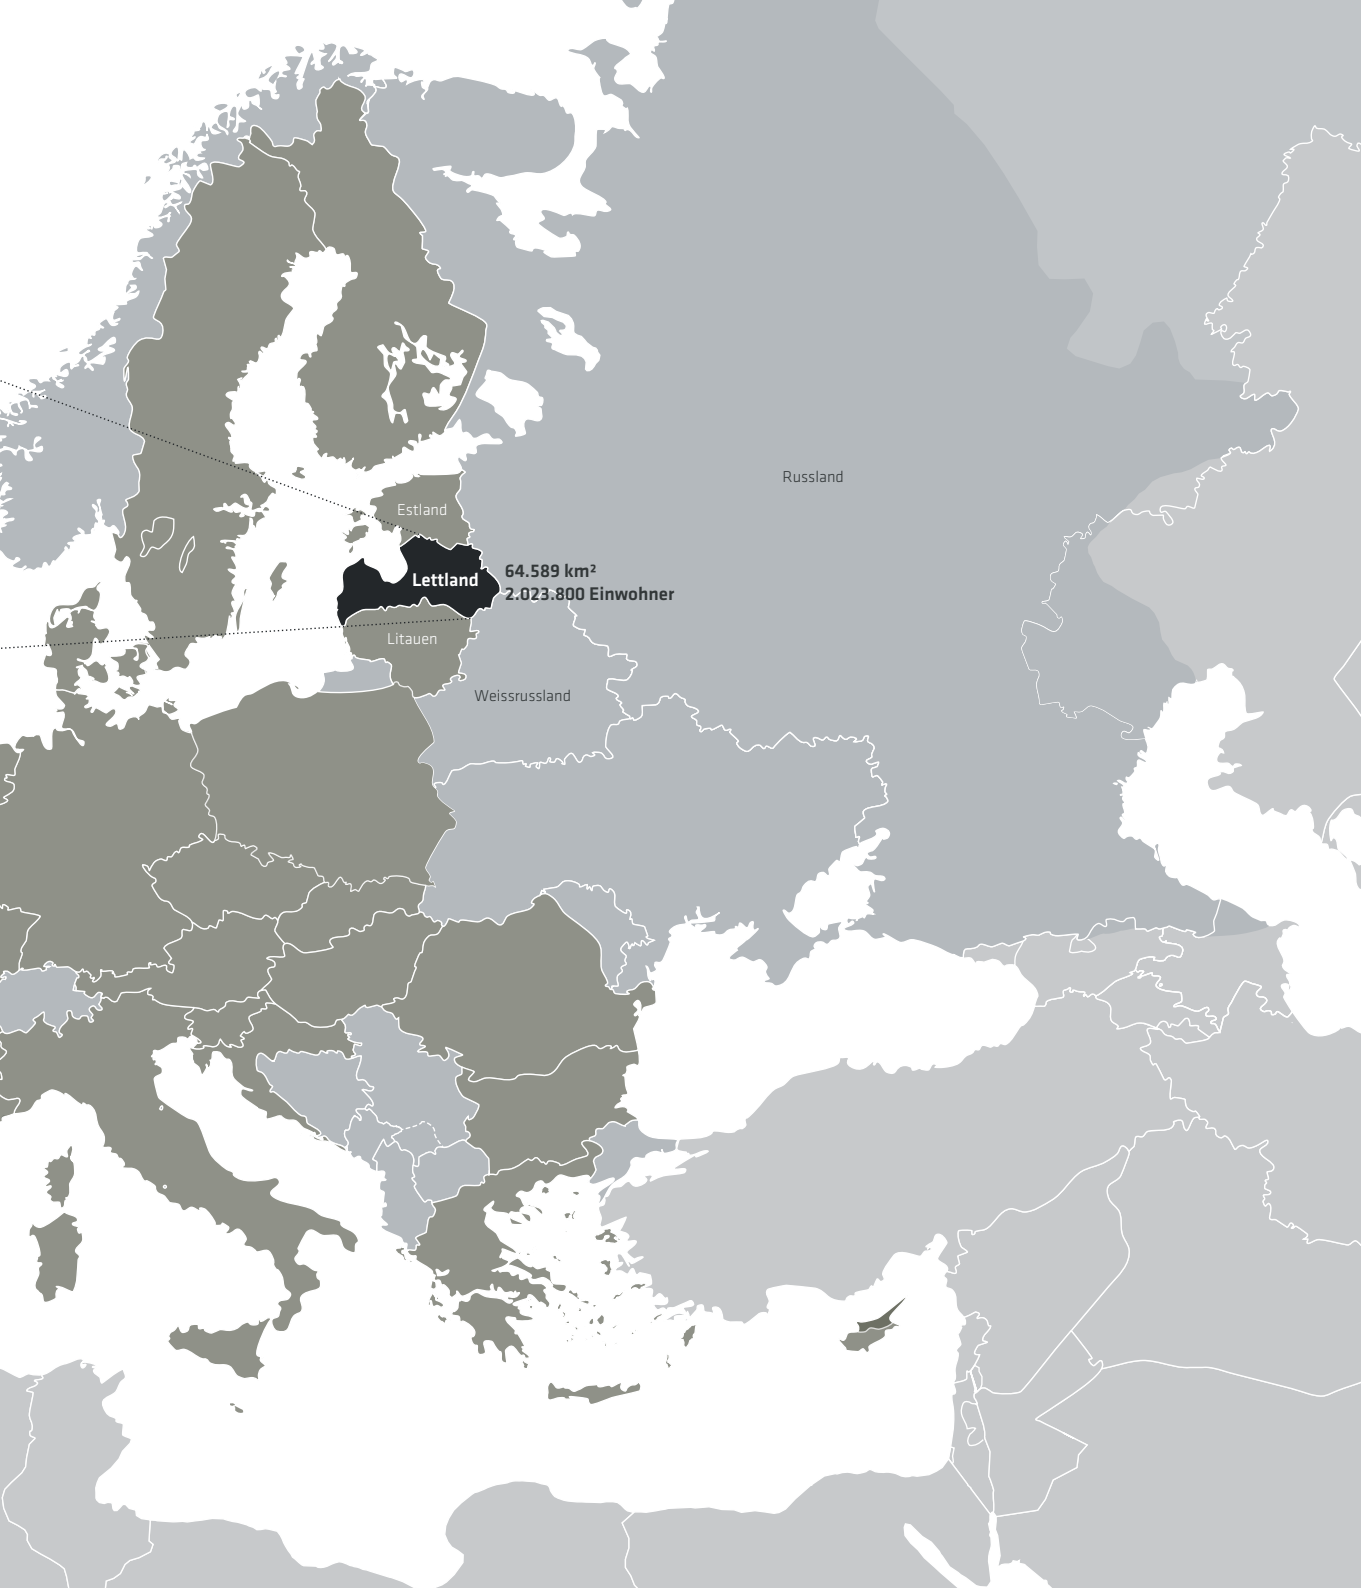 Russland
Estland
Lettland
64.589 km²
2.023.800 Einwohner
Litauen
Weissrussland